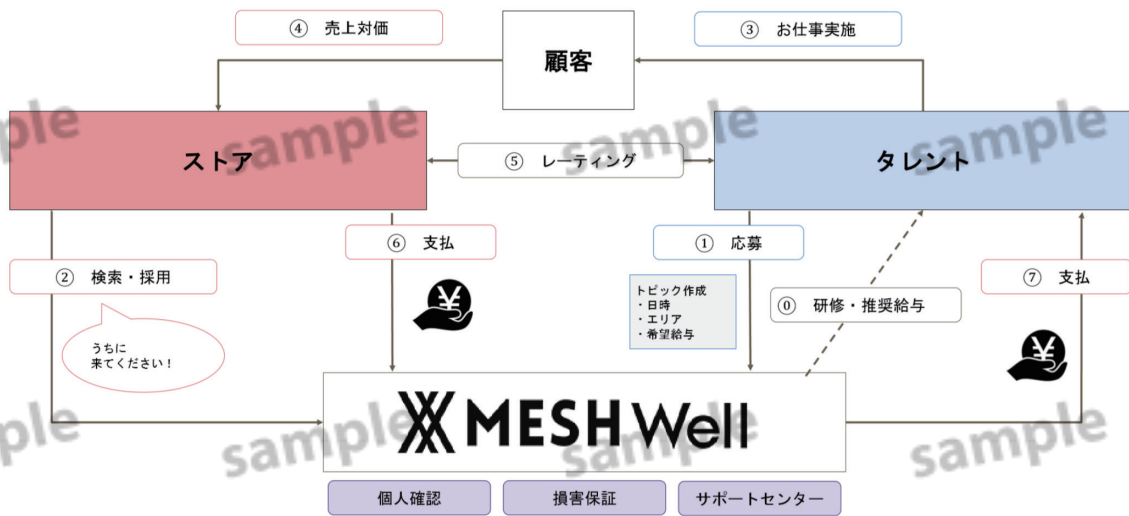 ④ 売上対価
顧客
③ お仕事実施
ple
sample
sample
sample
ストア
⑤ レーティング
タレント
② 検索・採用
⑥ 支払
① 応募
⑦ 支払
トピック作成
・日時
・エリア
・希望給与
⓪ 研修・推奨給与
うちに
来てください！
ple
sample
sample
sample
MESHWell
個人確認
損害保証
サポートセンター